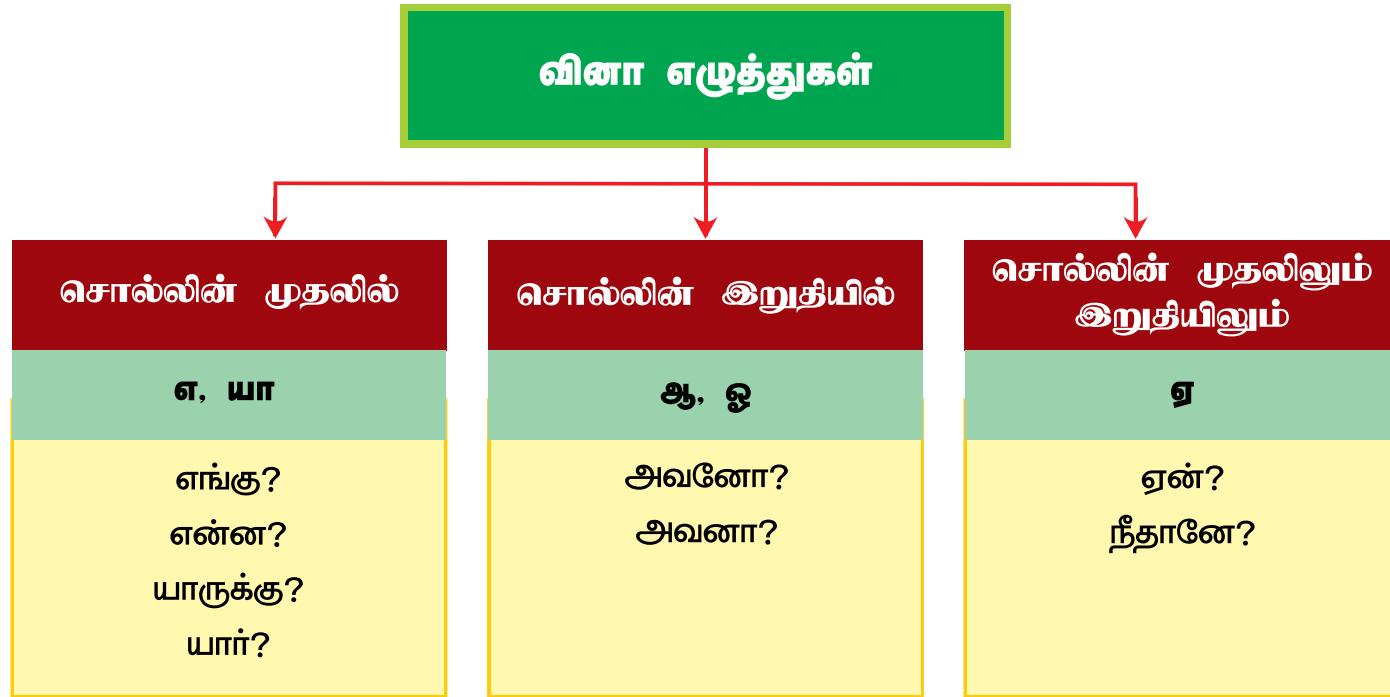 வினா எழுத்துகள்
சொல்லின் முதலில்
எ, யா
எங்கு?
என்ன?
யாருக்கு?
யார்?
சொல்லின் இறுதியில்
ஆ, ஓ
அவனோ?
அவனா?
சொல்லின் முதலிலும்
இறுதியிலும்
ஏ
ஏன்?
நீதானே?